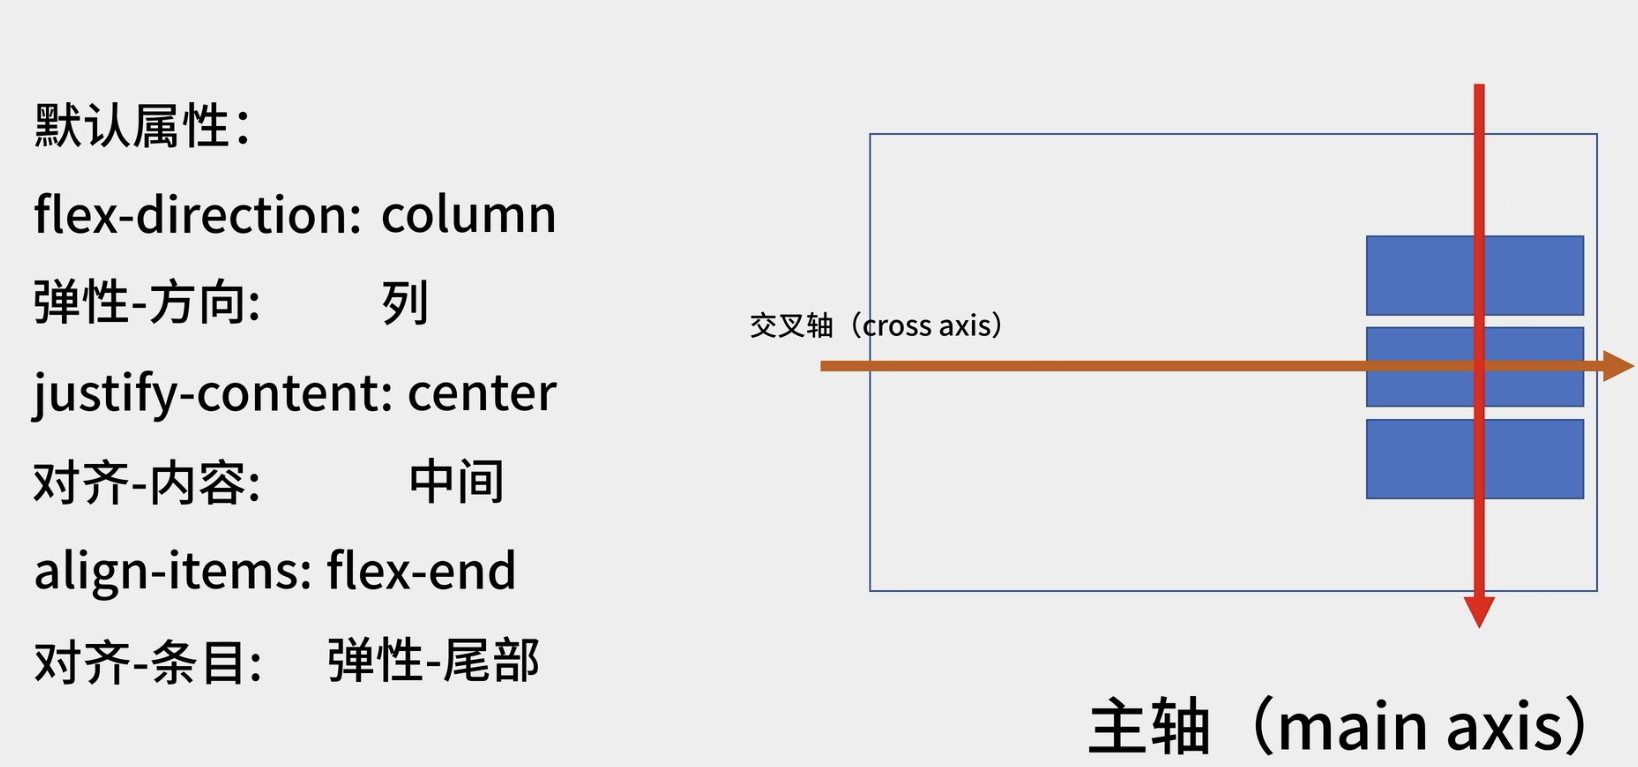 默认属性：
flex-direction: column
弹性-方向: 列
justify-content: center
对齐-内容: 中间
align-items: flex-end
对齐-条目: 弹性-尾部
交叉轴（cross axis）
主轴（main axis）